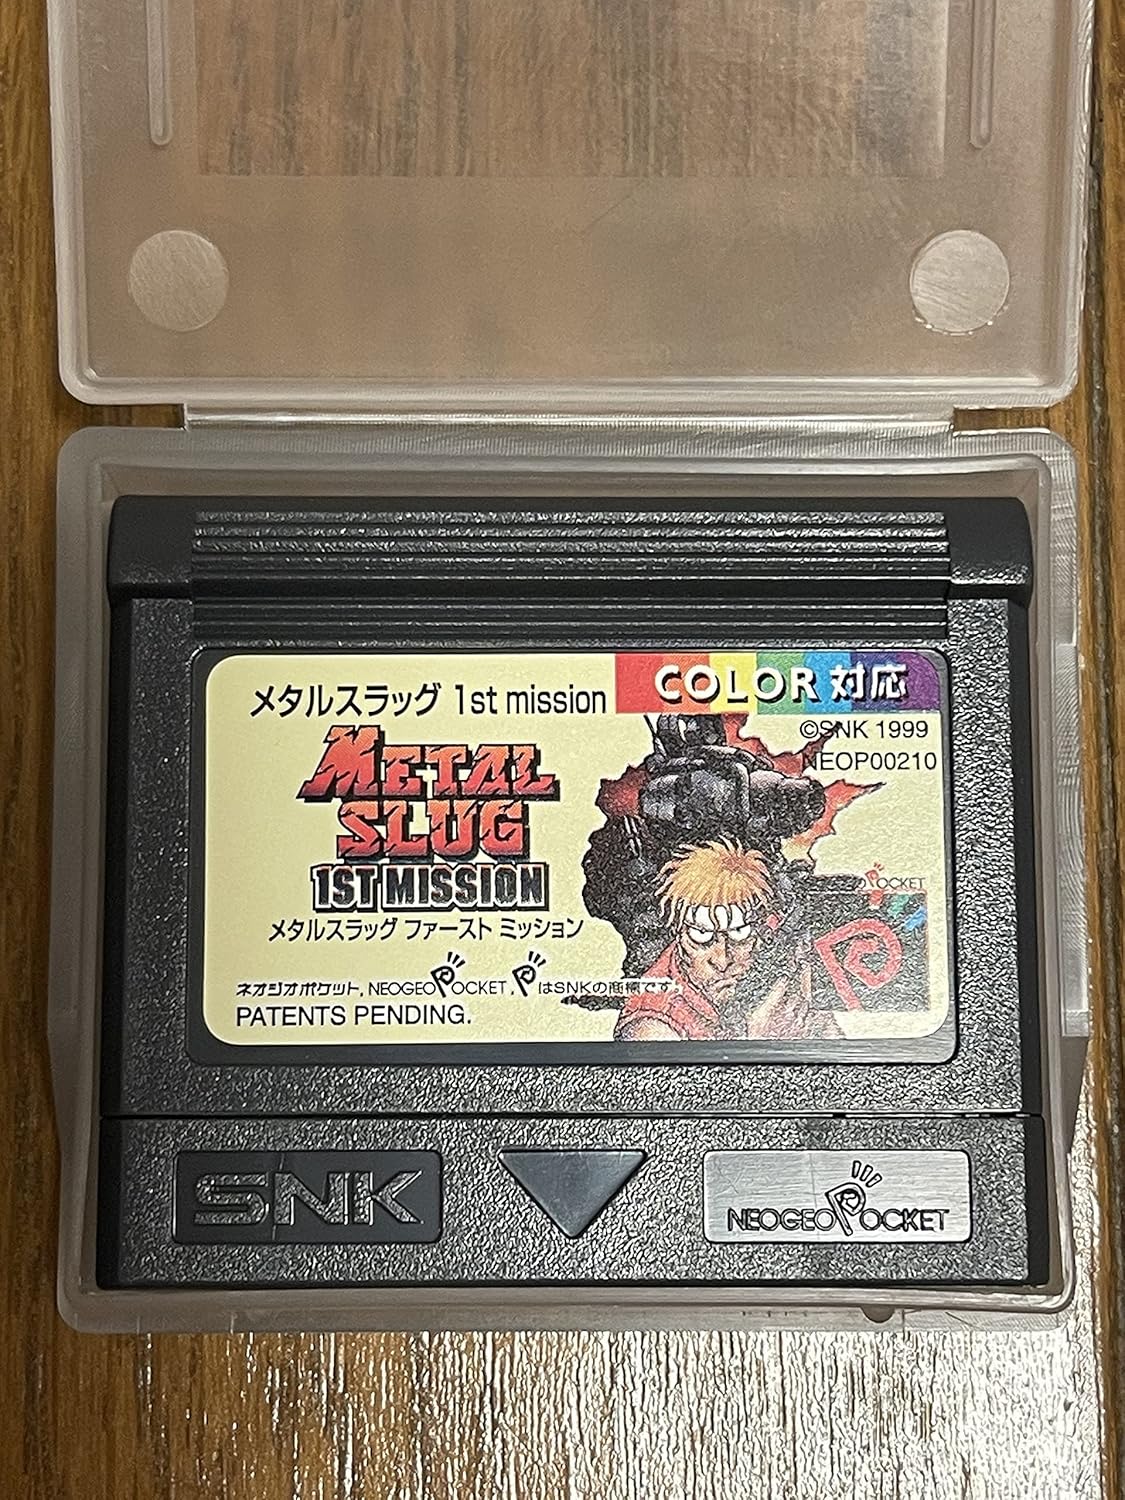 メタルスラッグ 1st mission
COLOR 対応
©SNK 1999
NEOP00210
METAL
SLUG
1ST MISSION
メタルスラッグ ファースト ミッション
POCKET
ネオジオポケット, NEOGEO POCKET, PはSNKの商標です。
PATENTS PENDING.
SNK
NEOGEO POCKET